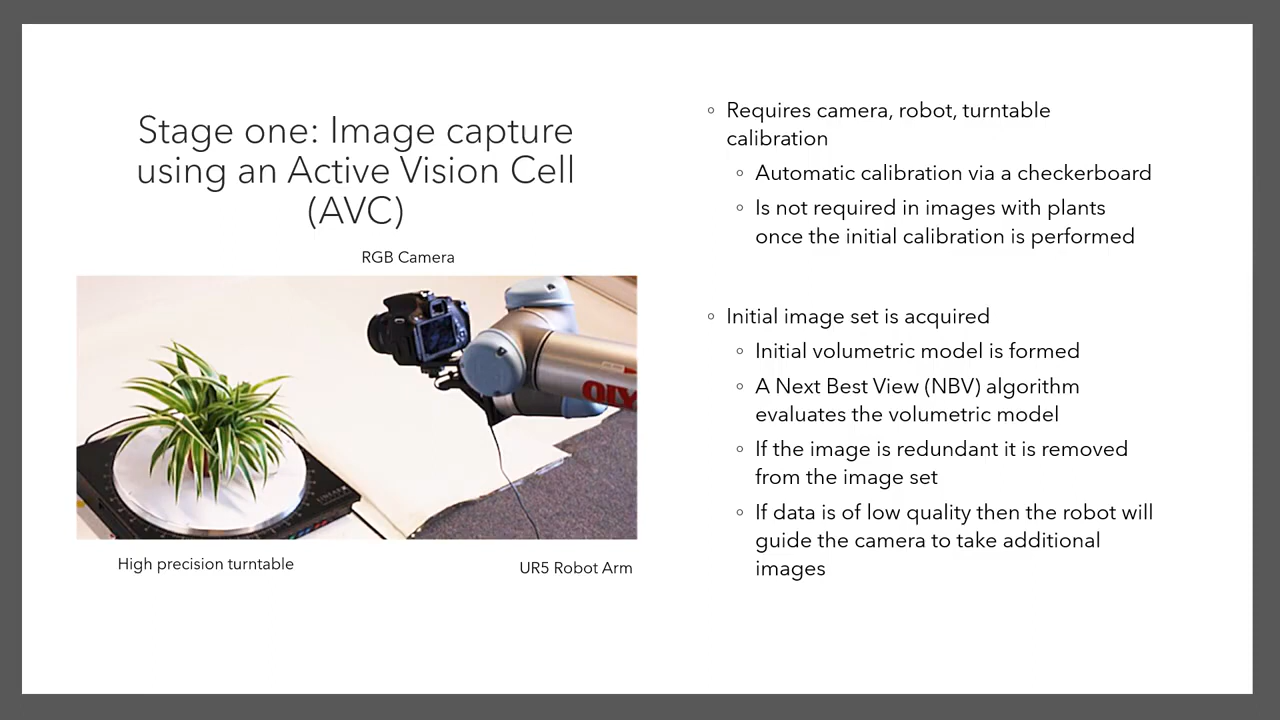 Stage one: Image capture
using an Active Vision Cell
(AVC)
RGB Camera
High precision turntable
UR5 Robot Arm
◦ Requires camera, robot, turntable
calibration
◦ Automatic calibration via a checkerboard
◦ Is not required in images with plants
once the initial calibration is performed
◦ Initial image set is acquired
◦ Initial volumetric model is formed
◦ A Next Best View (NBV) algorithm
evaluates the volumetric model
◦ If the image is redundant it is removed
from the image set
◦ If data is of low quality then the robot will
guide the camera to take additional
images